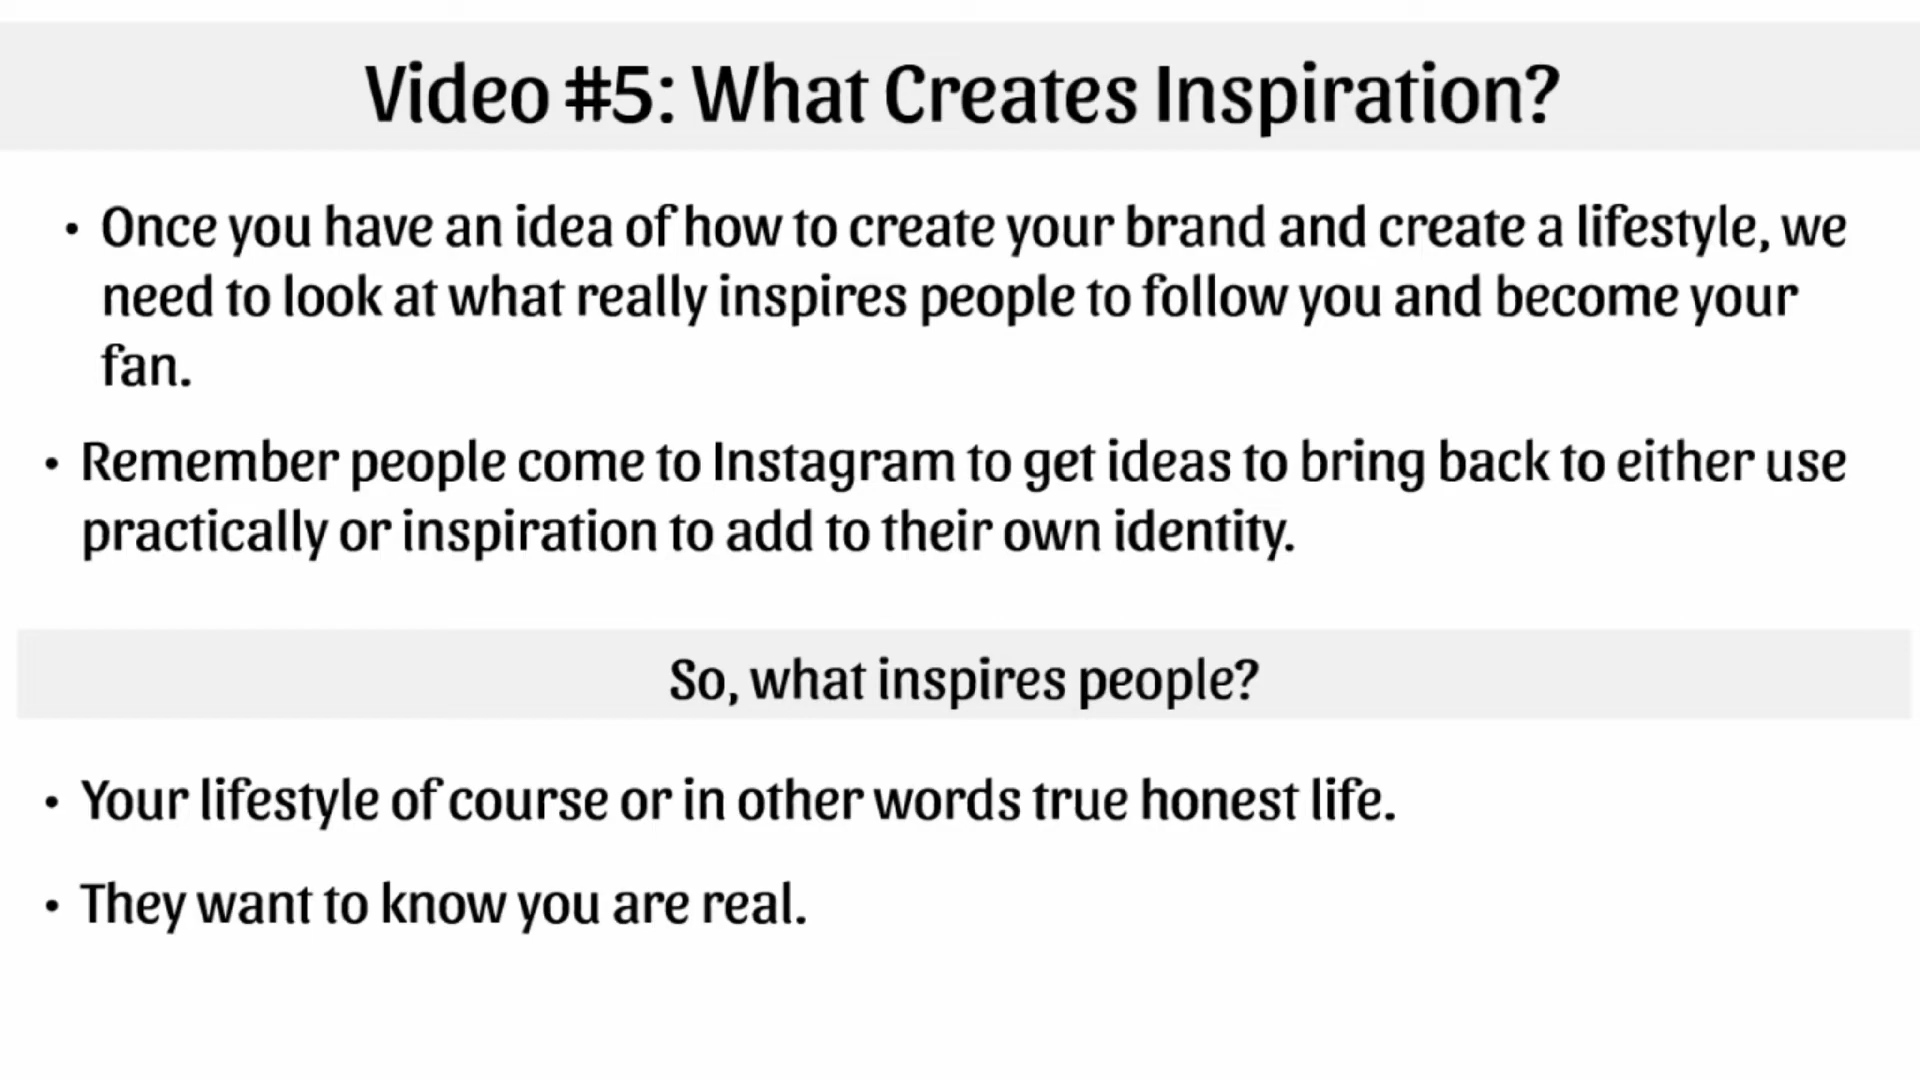 Video #5: What Creates Inspiration?
• Once you have an idea of how to create your brand and create a lifestyle, we
need to look at what really inspires people to follow you and become your
fan.
• Remember people come to Instagram to get ideas to bring back to either use
practically or inspiration to add to their own identity.
So, what inspires people?
• Your lifestyle of course or in other words true honest life.
• They want to know you are real.